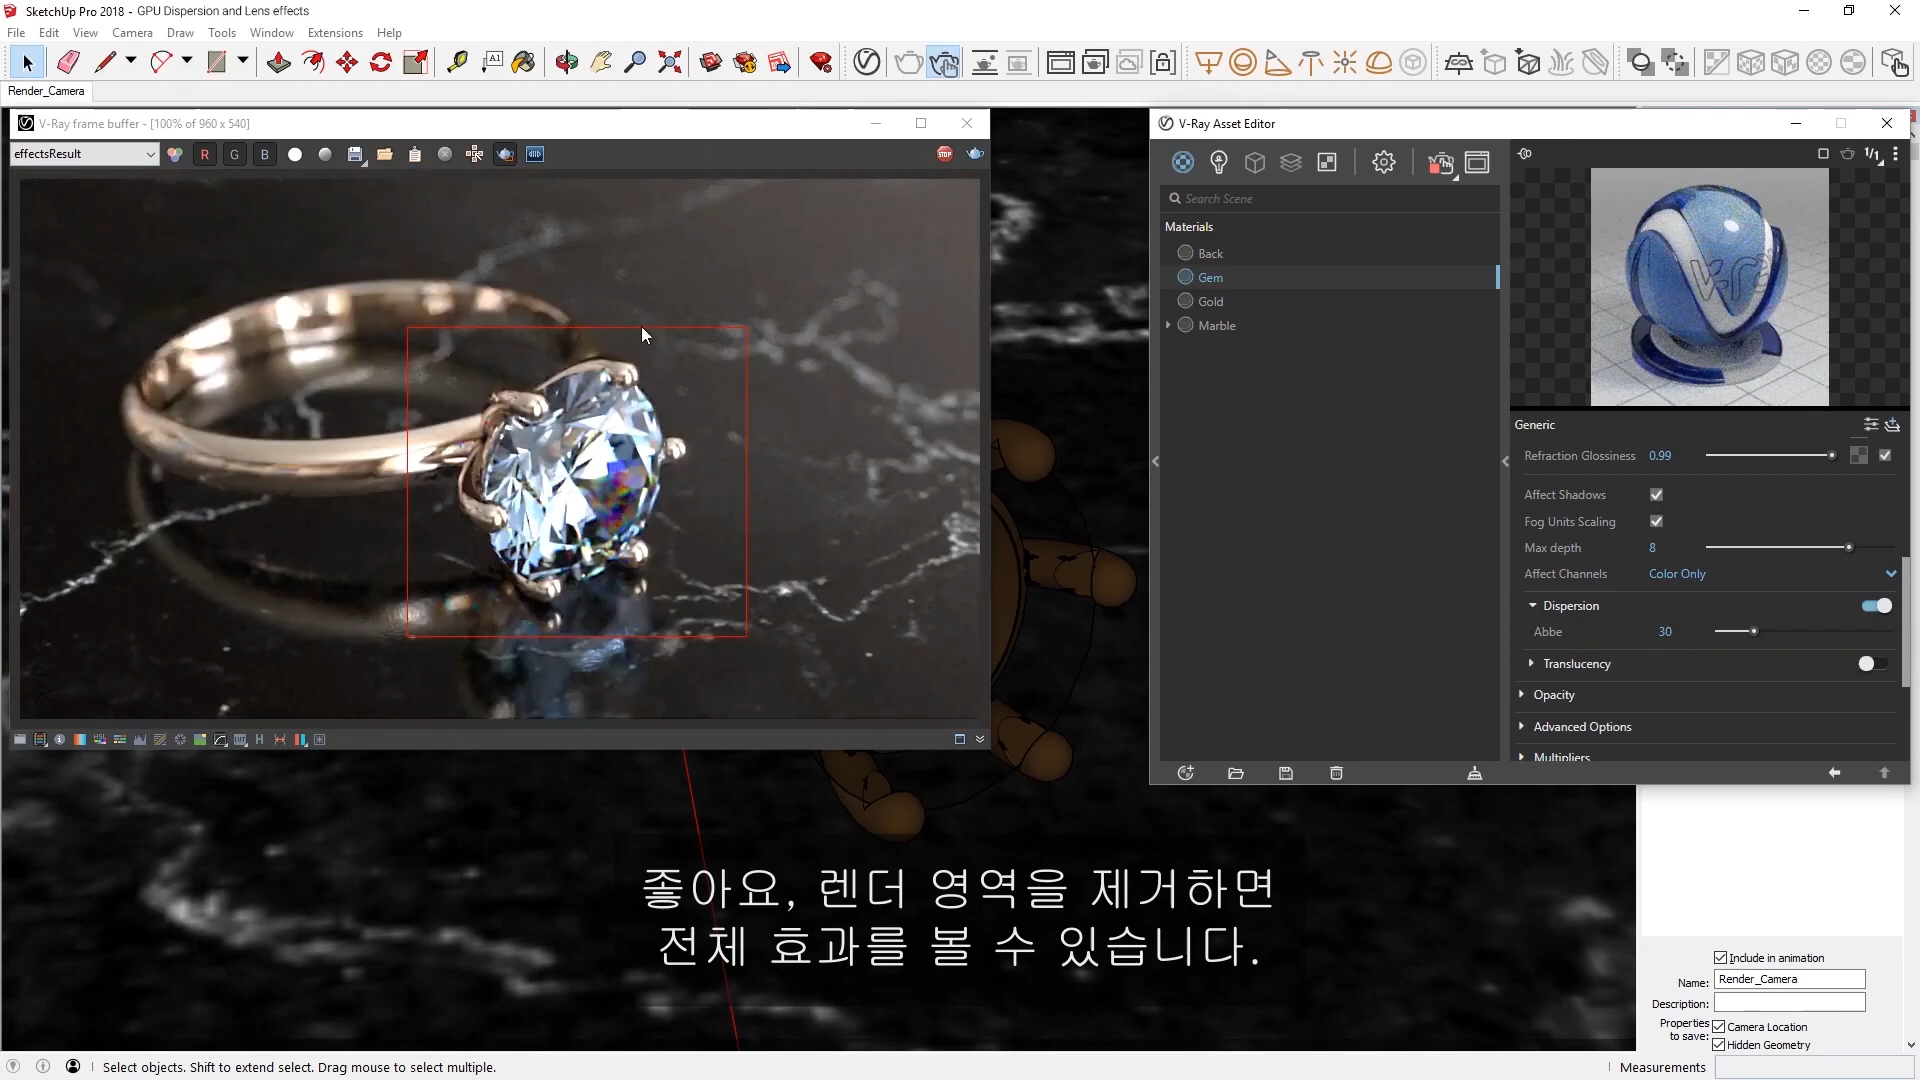 SketchUp Pro 2018 - GPU Dispersion and Lens effects
File Edit View Camera Draw Tools Window Extensions Help
Render_Camera
V-Ray frame buffer - [100% of 960 x 540]
effectsResult
R G B
STOP
V-Ray Asset Editor
1/1
Search Scene
Materials
Back
Gem
Gold
Marble
Generic
Refraction Glossiness 0.99
Affect Shadows
Fog Units Scaling
Max depth 8
Affect Channels Color Only
Dispersion
Abbe 30
Translucency
Opacity
Advanced Options
Multipliers
좋아요, 렌더 영역을 제거하면
전체 효과를 볼 수 있습니다.
Include in animation
Name: Render_Camera
Description:
Properties to save:
Camera Location
Hidden Geometry
Select objects. Shift to extend select. Drag mouse to select multiple.
Measurements